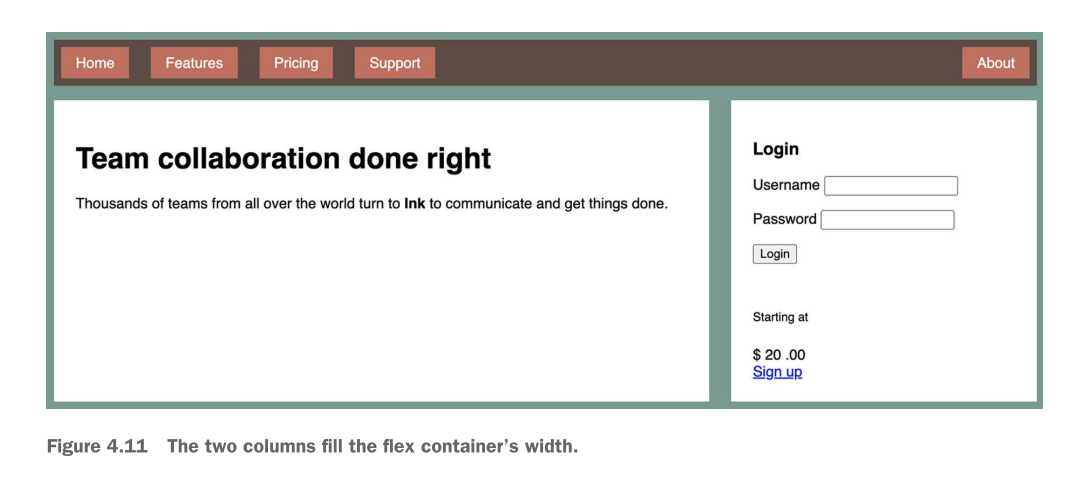 Home Features Pricing Support About
Team collaboration done right
Thousands of teams from all over the world turn to Ink to communicate and get things done.
Login
Username
Password
Login
Starting at
$ 20 .00
Sign up
Figure 4.11 The two columns fill the flex container's width.